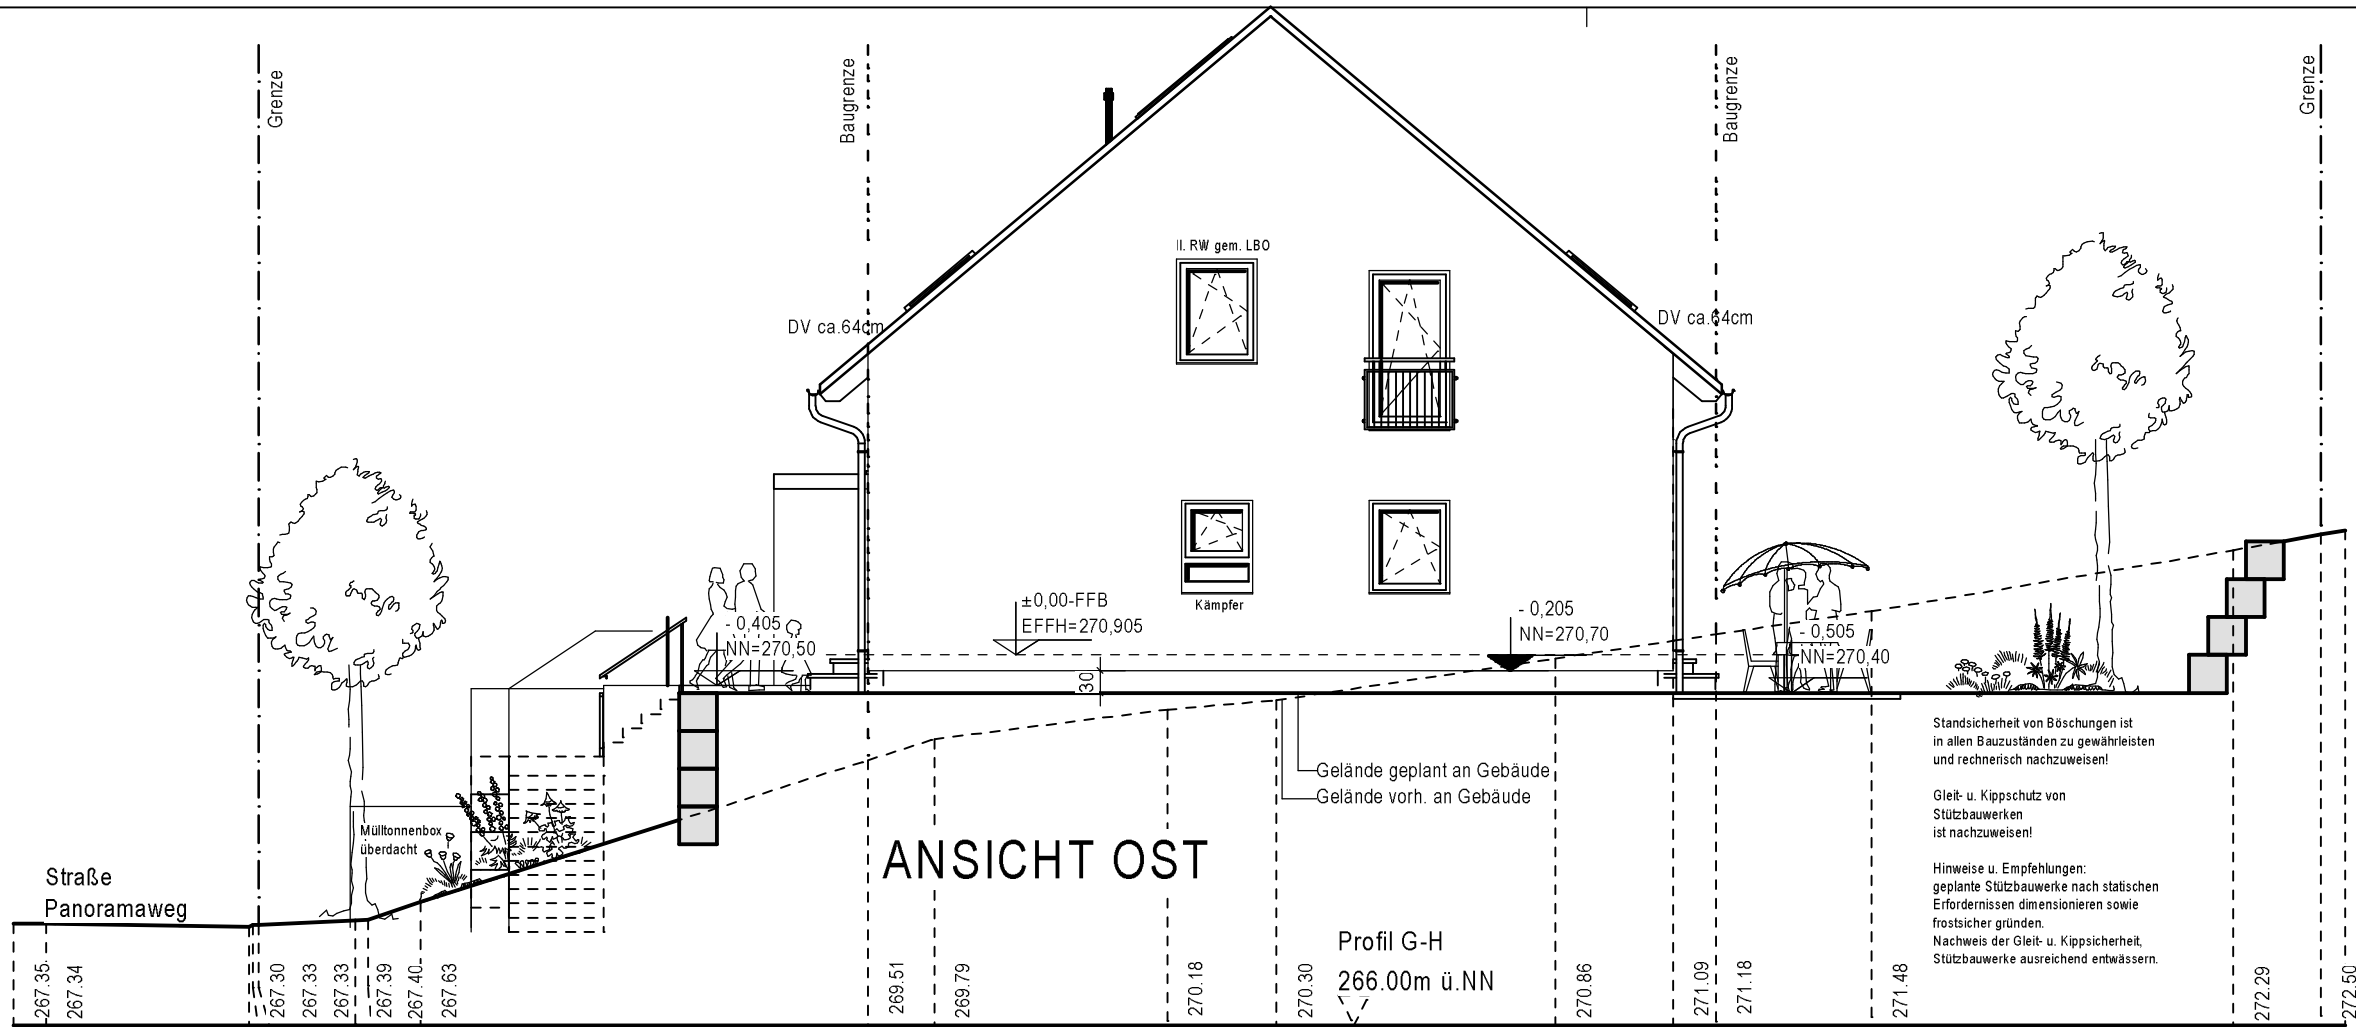 Grenze
Baugrenze
Baugrenze
Grenze
II. RW gem. LBO
DV ca.64cm
DV ca.64cm
Kämpfer
±0,00-FFB
EFFH=270,905
- 0,405
NN=270,50
- 0,205
NN=270,70
- 0,505
NN=270,40
30
Gelände geplant an Gebäude
Gelände vorh. an Gebäude
Mülltonnenbox
überdacht
Straße
Panoramaweg
ANSICHT OST
Profil G-H
266.00m ü.NN
Standsicherheit von Böschungen ist
in allen Bauzuständen zu gewährleisten
und rechnerisch nachzuweisen!
Gleit- u. Kippschutz von
Stützbauwerken
ist nachzuweisen!
Hinweise u. Empfehlungen:
geplante Stützbauwerke nach statischen
Erfordernissen dimensionieren sowie
frostsicher gründen.
Nachweis der Gleit- u. Kippsicherheit,
Stützbauwerke ausreichend entwässern.
267.35
267.34
267.30
267.33
267.33
267.39
267.40
267.63
269.51
269.79
270.18
270.30
270.86
271.09
271.18
271.48
272.29
272.50